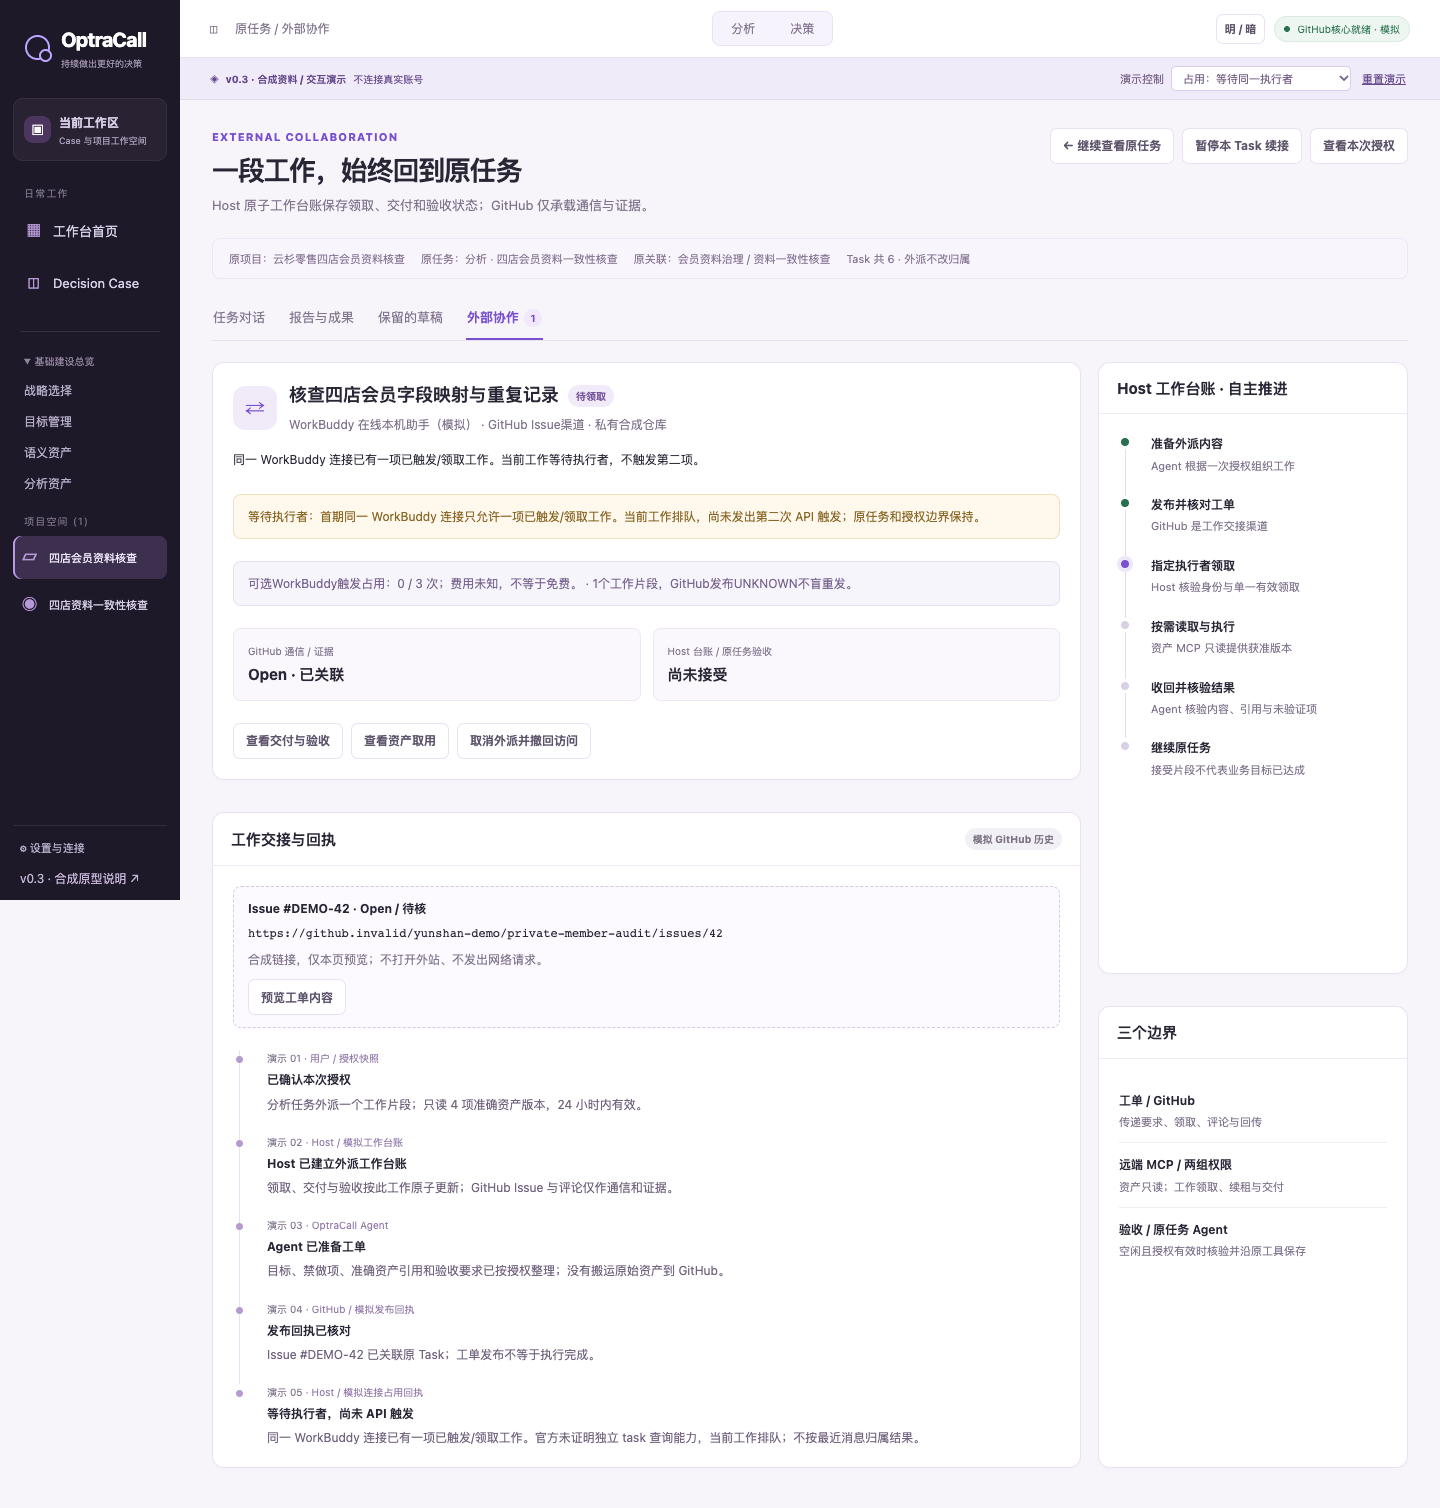 OptraCall
持续做出更好的决策
当前工作区
Case 与项目工作空间
日常工作
工作台首页
Decision Case
▼ 基础建设总览
战略选择
目标管理
语义资产
分析资产
项目空间 (1)
四店会员资料核查
四店资料一致性核查
设置与连接
v0.3 · 合成原型说明 ↗
原任务 / 外部协作
分析
决策
明 / 暗
GitHub核心就绪 · 模拟
v0.3 · 合成资料 / 交互演示 不连接真实账号
演示控制
占用：等待同一执行者
重置演示
EXTERNAL COLLABORATION
一段工作，始终回到原任务
Host 原子工作台账保存领取、交付和验收状态；GitHub 仅承载通信与证据。
← 继续查看原任务
暂停本 Task 续接
查看本次授权
原项目：云杉零售四店会员资料核查
原任务：分析 · 四店会员资料一致性核查
原关联：会员资料治理 / 资料一致性核查
Task 共 6 · 外派不改归属
任务对话
报告与成果
保留的草稿
外部协作 1
核查四店会员字段映射与重复记录 待领取
WorkBuddy 在线本机助手（模拟） · GitHub Issue渠道 · 私有合成仓库
同一 WorkBuddy 连接已有一项已触发/领取工作。当前工作等待执行者，不触发第二项。
等待执行者：首期同一 WorkBuddy 连接只允许一项已触发/领取工作。当前工作排队，尚未发出第二次 API 触发；原任务和授权边界保持。
可选WorkBuddy触发占用：0 / 3 次；费用未知，不等于免费。 · 1个工作片段，GitHub发布UNKNOWN不盲重发。
GitHub 通信 / 证据
Open · 已关联
Host 台账 / 原任务验收
尚未接受
查看交付与验收
查看资产取用
取消外派并撤回访问
Host 工作台账 · 自主推进
准备外派内容
Agent 根据一次授权组织工作
发布并核对工单
GitHub 是工作交接渠道
指定执行者领取
Host 核验身份与单一有效领取
按需读取与执行
资产 MCP 只读提供获准版本
收回并核验结果
Agent 核验内容、引用与未验证项
继续原任务
接受片段不代表业务目标已达成
工作交接与回执
模拟 GitHub 历史
Issue #DEMO-42 · Open / 待核
https://github.invalid/yunshan-demo/private-member-audit/issues/42
合成链接，仅本页预览；不打开外站、不发出网络请求。
预览工单内容
演示 01 · 用户 / 授权快照
已确认本次授权
分析任务外派一个工作片段；只读 4 项准确资产版本，24 小时内有效。
演示 02 · Host / 模拟工作台账
Host 已建立外派工作台账
领取、交付与验收按此工作原子更新；GitHub Issue 与评论仅作通信和证据。
演示 03 · OptraCall Agent
Agent 已准备工单
目标、禁做项、准确资产引用和验收要求已按授权整理；没有搬运原始资产到 GitHub。
演示 04 · GitHub / 模拟发布回执
发布回执已核对
Issue #DEMO-42 已关联原 Task；工单发布不等于执行完成。
演示 05 · Host / 模拟连接占用回执
等待执行者，尚未 API 触发
同一 WorkBuddy 连接已有一项已触发/领取工作。官方未证明独立 task 查询能力，当前工作排队；不按最近消息归属结果。
三个边界
工单 / GitHub
传递要求、领取、评论与回传
远端 MCP / 两组权限
资产只读；工作领取、续租与交付
验收 / 原任务 Agent
空闲且授权有效时核验并沿原工具保存